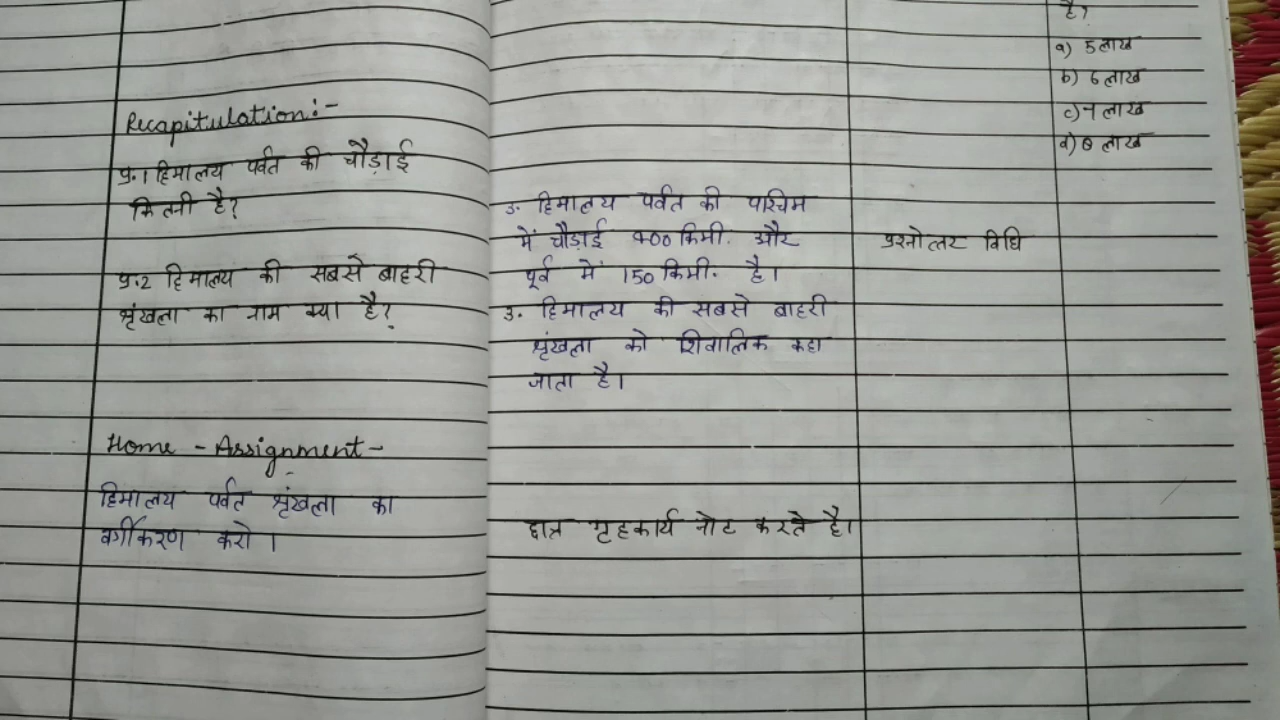 है?
a) 5 लाख
b) 6 लाख
c) 7 लाख
d) 8 लाख
Recapitulation:-
प्र.1 हिमालय पर्वत की चौड़ाई
कितनी है?
उ. हिमालय पर्वत की पश्चिम
में चौड़ाई 400 किमी. और
पूर्व में 150 किमी. है।
प्रश्नोत्तर विधि
प्र.2 हिमालय की सबसे बाहरी
श्रृंखला का नाम क्या है?
उ. हिमालय की सबसे बाहरी
श्रृंखला को शिवालिक कहा
जाता है।
Home - Assignment -
हिमालय पर्वत श्रृंखला का
वर्गीकरण करो।
छात्र गृहकार्य नोट करते है।